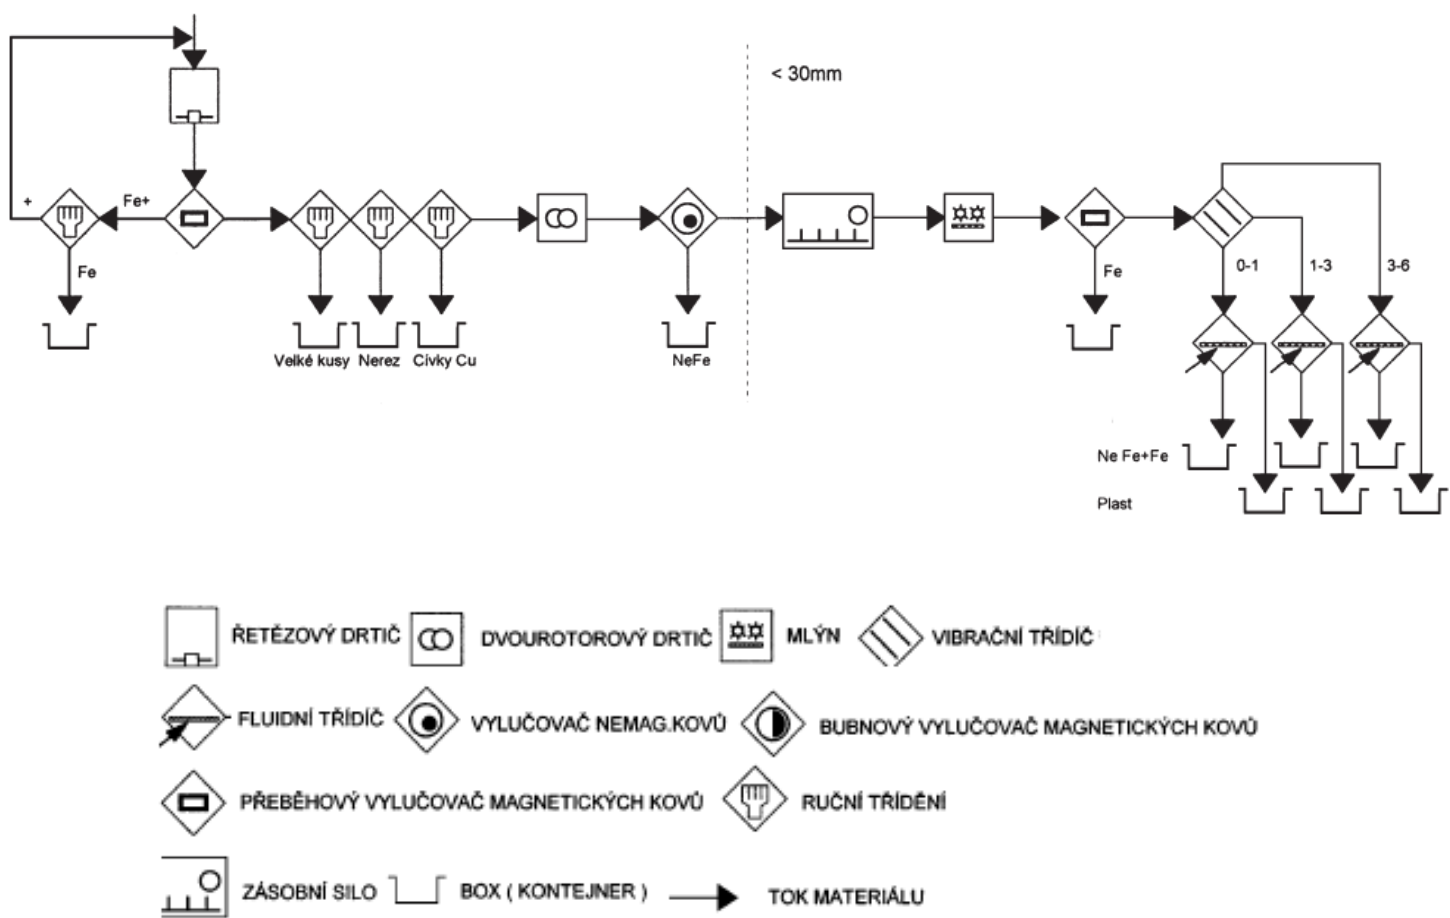 < 30mm
+
Fe+
Fe
Velké kusy
Nerez
Cívky Cu
NeFe
Fe
0-1
1-3
3-6
Ne Fe+Fe
Plast
ŘETĚZOVÝ DRTIČ
DVOUROTOROVÝ DRTIČ
MLÝN
VIBRAČNÍ TŘÍDÍČ
FLUIDNÍ TŘÍDÍČ
VYLUČOVAČ NEMAG.KOVŮ
BUBNOVÝ VYLUČOVAČ MAGNETICKÝCH KOVŮ
PŘEBĚHOVÝ VYLUČOVAČ MAGNETICKÝCH KOVŮ
RUČNÍ TŘÍDĚNÍ
ZÁSOBNÍ SILO
BOX ( KONTEJNER )
TOK MATERIÁLU